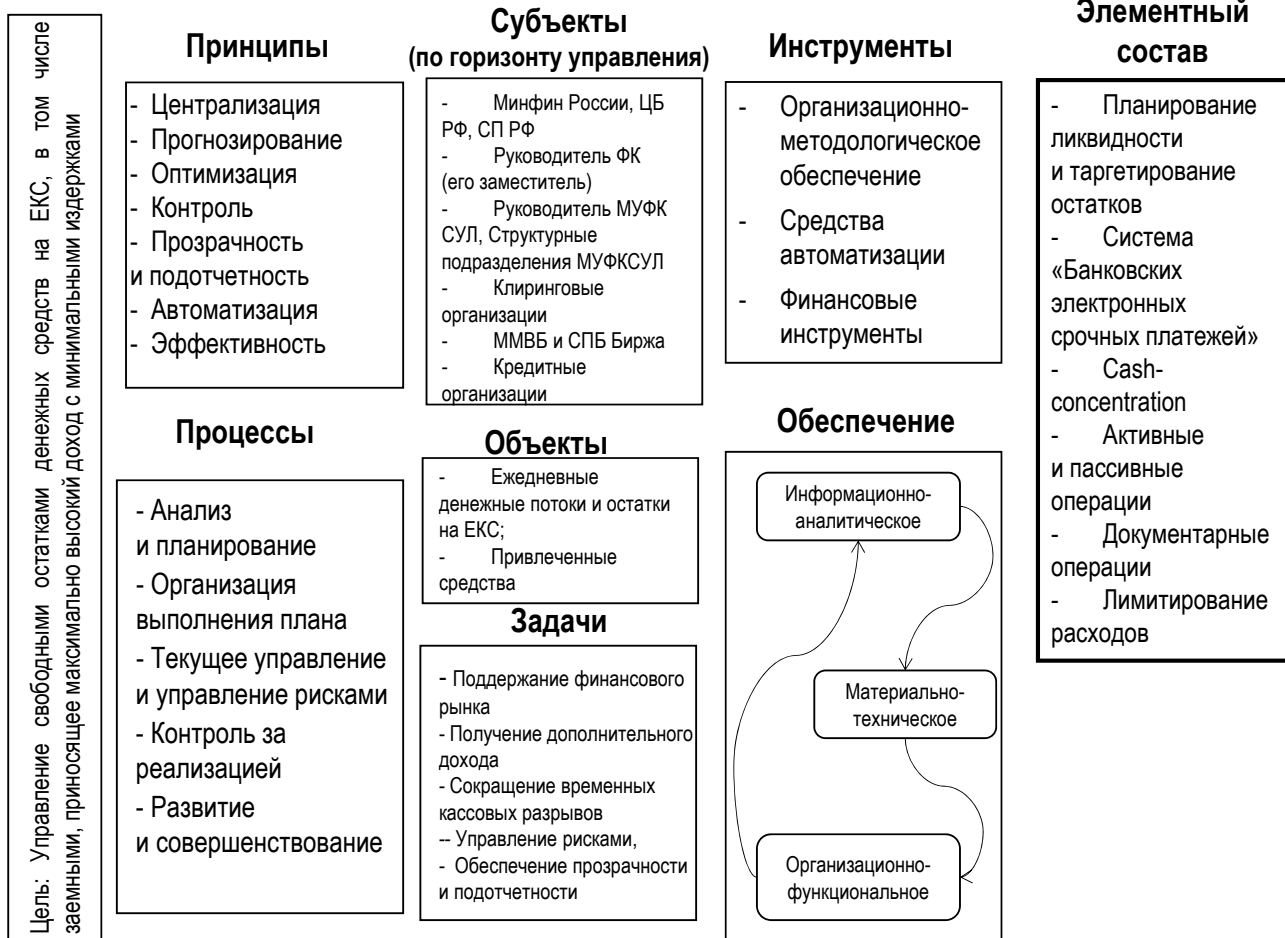 Цель: Управление свободными остатками денежных средств на ЕКС, в том числе
заемными, приносящее максимально высокий доход с минимальными издержками
Принципы
- Централизация
- Прогнозирование
- Оптимизация
- Контроль
- Прозрачность
и подотчетность
- Автоматизация
- Эффективность
Процессы
- Анализ
и планирование
- Организация
выполнения плана
- Текущее управление
и управление рисками
- Контроль за
реализацией
- Развитие
и совершенствование
Субъекты
(по горизонту управления)
- Минфин России, ЦБ
РФ, СП РФ
- Руководитель ФК
(его заместитель)
- Руководитель МУФК
СУЛ, Структурные
подразделения МУФКСУЛ
- Клиринговые
организации
- ММВБ и СПБ Биржа
- Кредитные
организации
Объекты
- Ежедневные
денежные потоки и остатки
на ЕКС;
- Привлеченные
средства
Задачи
- Поддержание финансового
рынка
- Получение дополнительного
дохода
- Сокращение временных
кассовых разрывов
-- Управление рисками,
- Обеспечение прозрачности
и подотчетности
Инструменты
- Организационно-
методологическое
обеспечение
- Средства
автоматизации
- Финансовые
инструменты
Обеспечение
Информационно-
аналитическое
Материально-
техническое
Организационно-
функциональное
Элементный
состав
- Планирование
ликвидности
и таргетирование
остатков
- Система
«Банковских
электронных
срочных платежей»
- Cash-
concentration
- Активные
и пассивные
операции
- Документарные
операции
- Лимитирование
расходов